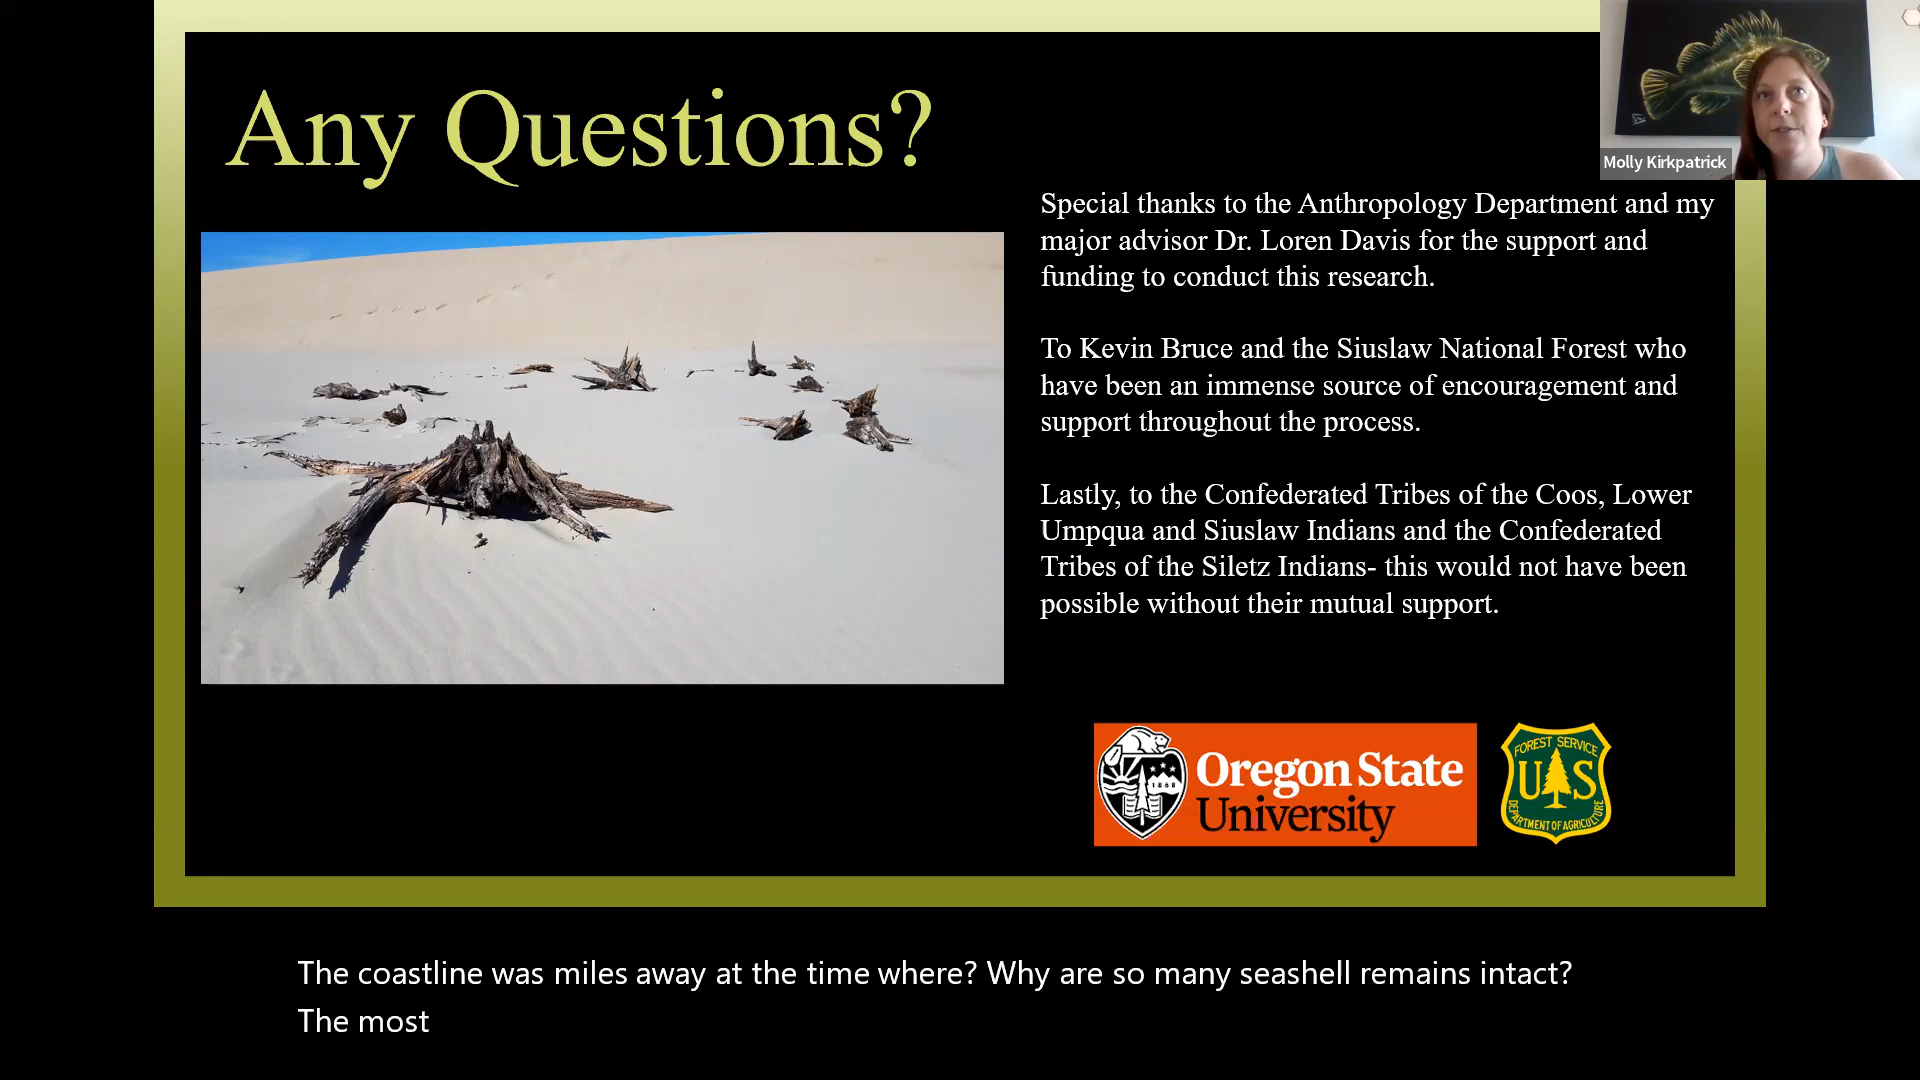 Any Questions?
Molly Kirkpatrick
Special thanks to the Anthropology Department and my
major advisor Dr. Loren Davis for the support and
funding to conduct this research.
To Kevin Bruce and the Siuslaw National Forest who
have been an immense source of encouragement and
support throughout the process.
Lastly, to the Confederated Tribes of the Coos, Lower
Umpqua and Siuslaw Indians and the Confederated
Tribes of the Siletz Indians- this would not have been
possible without their mutual support.
1868
Oregon State
University
FOREST SERVICE
U S
DEPARTMENT OF AGRICULTURE
The coastline was miles away at the time where? Why are so many seashell remains intact?
The most